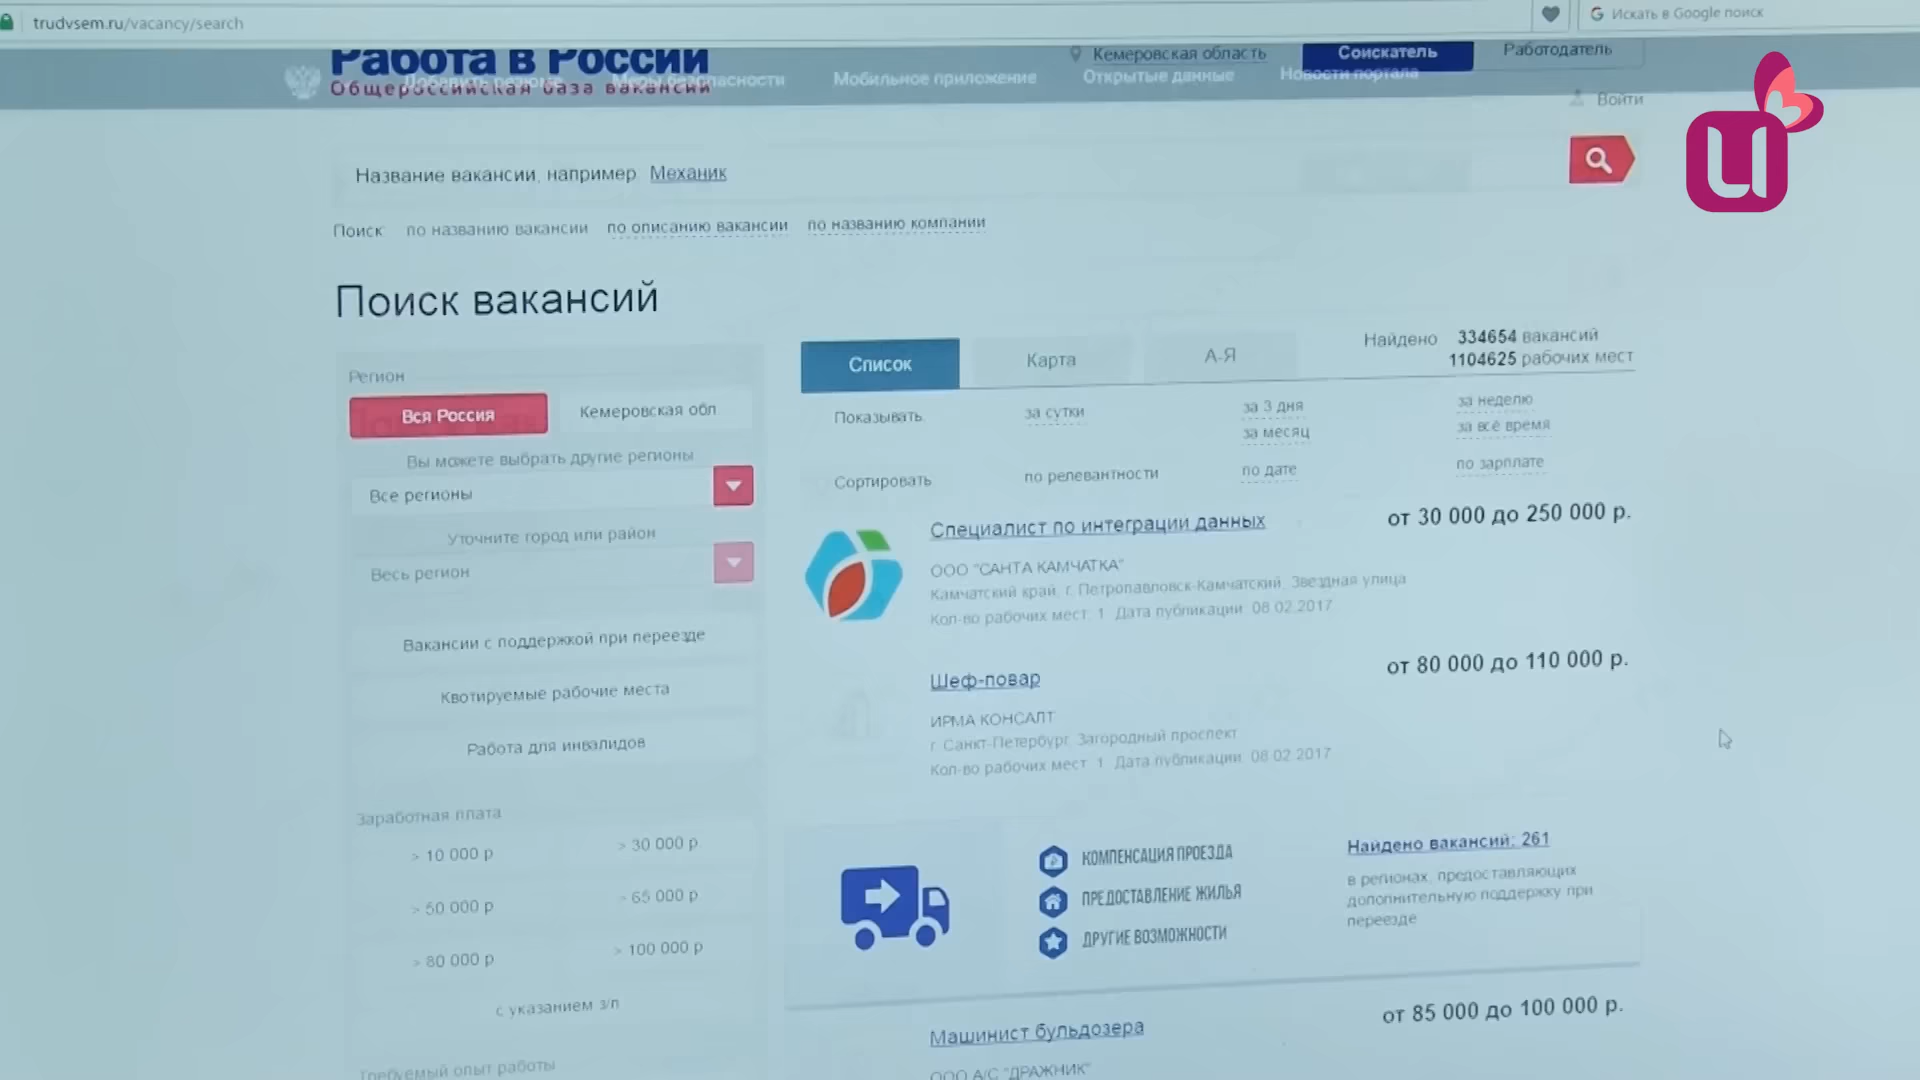 trudvsem.ru/vacancy/search
Искать в Google поиск
Работа в России
Общероссийская база вакансий
Кемеровская область
Соискатель
Работодатель
Добавить резюме
Меры безопасности
Мобильное приложение
Открытые данные
Новости портала
Войти
Название вакансии, например Механик
Поиск по названию вакансии по описанию вакансии по названию компании
Поиск вакансий
Список
Карта
А-Я
Найдено 334654 вакансий
1104625 рабочих мест
Регион
Вся Россия
Кемеровская обл
Вы можете выбрать другие регионы
Все регионы
Уточните город или район
Весь регион
Вакансии с поддержкой при переезде
Квотируемые рабочие места
Работа для инвалидов
Заработная плата
> 10 000 р
> 30 000 р
> 50 000 р
> 65 000 р
> 80 000 р
> 100 000 р
с указанием з/п
Требуемый опыт работы
Показывать
за сутки
за 3 дня
за неделю
за месяц
за всё время
Сортировать
по релевантности
по дате
по зарплате
Специалист по интеграции данных
от 30 000 до 250 000 р.
ООО "САНТА КАМЧАТКА"
Камчатский край, г. Петропавловск-Камчатский, Звездная улица
Кол-во рабочих мест: 1. Дата публикации: 08.02.2017
Шеф-повар
от 80 000 до 110 000 р.
ИРМА КОНСАЛТ
г. Санкт-Петербург, Загородный проспект
Кол-во рабочих мест: 1. Дата публикации: 08.02.2017
КОМПЕНСАЦИЯ ПРОЕЗДА
ПРЕДОСТАВЛЕНИЕ ЖИЛЬЯ
ДРУГИЕ ВОЗМОЖНОСТИ
Найдено вакансий: 261
в регионах, предоставляющих
дополнительную поддержку при
переезде
Машинист бульдозера
от 85 000 до 100 000 р.
ООО А/С "ДРАЖНИК"